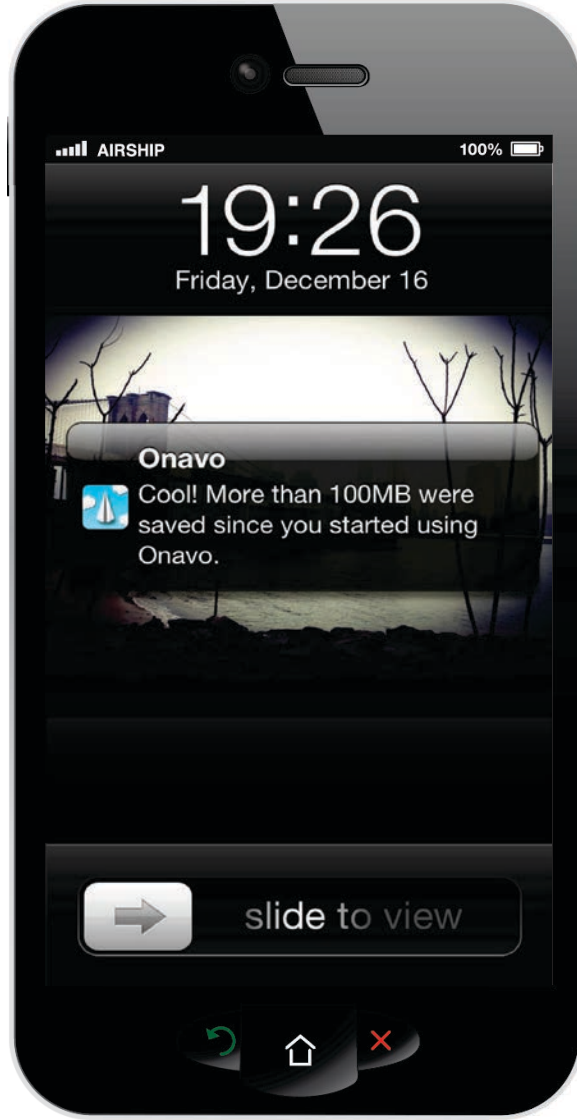 AIRSHIP 100%
19:26
Friday, December 16
Onavo
Cool! More than 100MB were
saved since you started using
Onavo.
slide to view